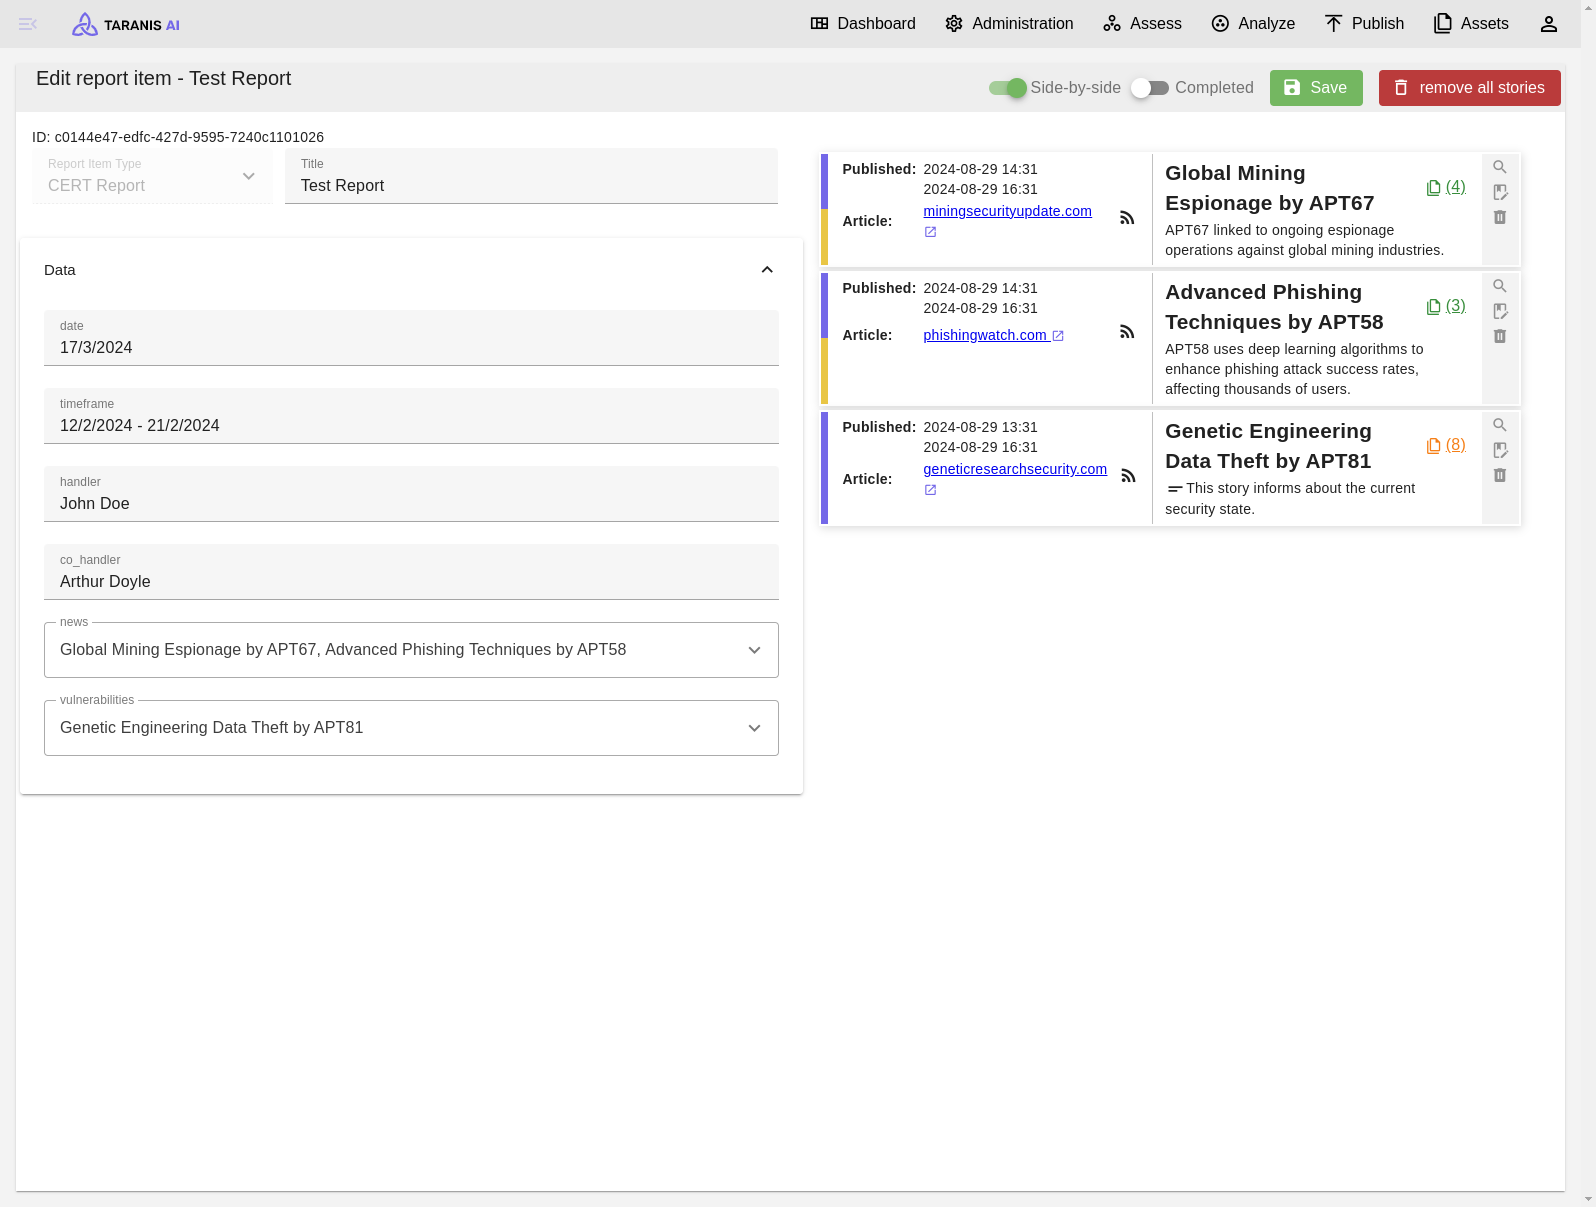 TARANIS AI
Dashboard
Administration
Assess
Analyze
Publish
Assets
Edit report item - Test Report
Side-by-side
Completed
Save
remove all stories
ID: c0144e47-edfc-427d-9595-7240c1101026
Report Item Type
CERT Report
Title
Test Report
Data
date
17/3/2024
timeframe
12/2/2024 - 21/2/2024
handler
John Doe
co_handler
Arthur Doyle
news
Global Mining Espionage by APT67, Advanced Phishing Techniques by APT58
vulnerabilities
Genetic Engineering Data Theft by APT81
Published: 2024-08-29 14:31
2024-08-29 16:31
Article: miningsecurityupdate.com
Global Mining
Espionage by APT67
(4)
APT67 linked to ongoing espionage
operations against global mining industries.
Published: 2024-08-29 14:31
2024-08-29 16:31
Article: phishingwatch.com
Advanced Phishing
Techniques by APT58
(3)
APT58 uses deep learning algorithms to
enhance phishing attack success rates,
affecting thousands of users.
Published: 2024-08-29 13:31
2024-08-29 16:31
Article: geneticresearchsecurity.com
Genetic Engineering
Data Theft by APT81
(8)
This story informs about the current
security state.